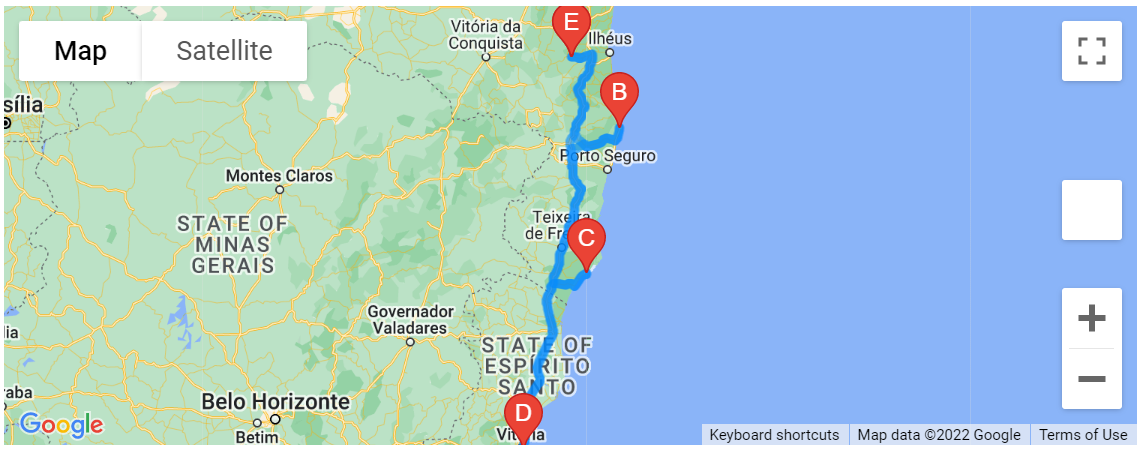 Map
Satellite
E
Vitória da
Conquista
Ilhéus
B
sília
Porto Seguro
Montes Claros
STATE OF
MINAS
GERAIS
Teixeira
de Fr
C
Governador
Valadares
lia
STATE OF
ESPÍRITO
SANTO
raba
Belo Horizonte
D
Google
Betim
Vitória
Keyboard shortcuts
Map data ©2022 Google
Terms of Use